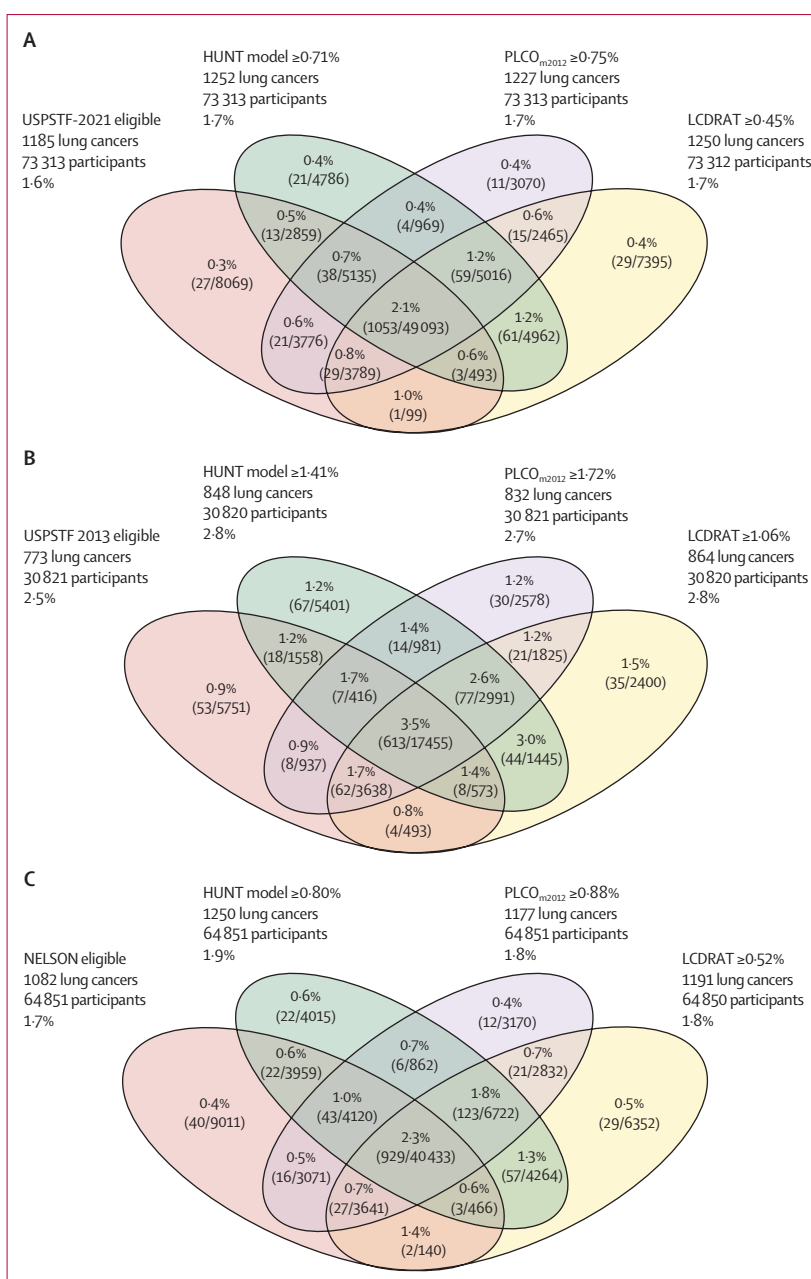 A
HUNT model ≥0·71%
1252 lung cancers
73 313 participants
1·7%
PLCOm2012 ≥0·75%
1227 lung cancers
73 313 participants
1·7%
USPSTF-2021 eligible
1185 lung cancers
73 313 participants
1·6%
LCDRAT ≥0·45%
1250 lung cancers
73 312 participants
1·7%
0·4%
(21/4786)
0·4%
(11/3070)
0·5%
(13/2859)
0·4%
(4/969)
0·6%
(15/2465)
0·3%
(27/8069)
0·7%
(38/5135)
1·2%
(59/5016)
0·4%
(29/7395)
2·1%
(1053/49 093)
0·6%
(21/3776)
1·2%
(61/4962)
0·8%
(29/3789)
0·6%
(3/493)
1·0%
(1/99)
B
HUNT model ≥1·41%
848 lung cancers
30 820 participants
2·8%
PLCOm2012 ≥1·72%
832 lung cancers
30 821 participants
2·7%
USPSTF 2013 eligible
773 lung cancers
30 821 participants
2·5%
LCDRAT ≥1·06%
864 lung cancers
30 820 participants
2·8%
1·2%
(67/5401)
1·2%
(30/2578)
1·2%
(18/1558)
1·4%
(14/981)
1·2%
(21/1825)
0·9%
(53/5751)
1·7%
(7/416)
2·6%
(77/2991)
1·5%
(35/2400)
3·5%
(613/17 455)
0·9%
(8/937)
3·0%
(44/1445)
1·7%
(62/3638)
1·4%
(8/573)
0·8%
(4/493)
C
HUNT model ≥0·80%
1250 lung cancers
64 851 participants
1·9%
PLCOm2012 ≥0·88%
1177 lung cancers
64 851 participants
1·8%
NELSON eligible
1082 lung cancers
64 851 participants
1·7%
LCDRAT ≥0·52%
1191 lung cancers
64 850 participants
1·8%
0·6%
(22/4015)
0·4%
(12/3170)
0·6%
(22/3959)
0·7%
(6/862)
0·7%
(21/2832)
0·4%
(40/9011)
1·0%
(43/4120)
1·8%
(123/6722)
0·5%
(29/6352)
2·3%
(929/40 433)
0·5%
(16/3071)
1·3%
(57/4264)
0·7%
(27/3641)
0·6%
(3/466)
1·4%
(2/140)